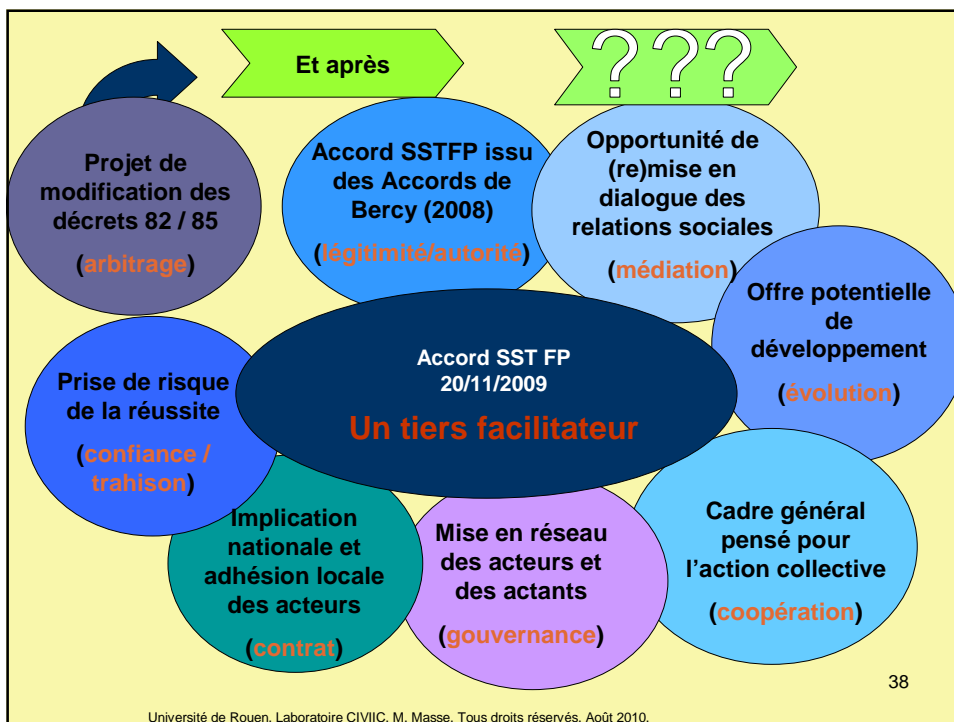 Et après
? ? ?
Projet de
modification des
décrets 82 / 85
(arbitrage)
Accord SSTFP issu
des Accords de
Bercy (2008)
(légitimité/autorité)
Opportunité de
(re)mise en
dialogue des
relations sociales
(médiation)
Offre potentielle
de
développement
(évolution)
Cadre général
pensé pour
l'action collective
(coopération)
Mise en réseau
des acteurs et
des actants
(gouvernance)
Implication
nationale et
adhésion locale
des acteurs
(contrat)
Prise de risque
de la réussite
(confiance /
trahison)
Accord SST FP
20/11/2009
Un tiers facilitateur
38
Université de Rouen. Laboratoire CIVIIC. M. Masse. Tous droits réservés. Août 2010.